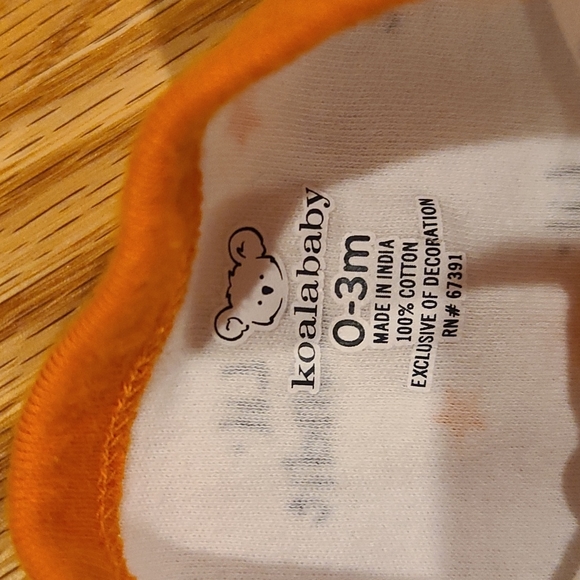 koalababy
0-3m
MADE IN INDIA
100% COTTON
EXCLUSIVE OF DECORATION
RN# 67391